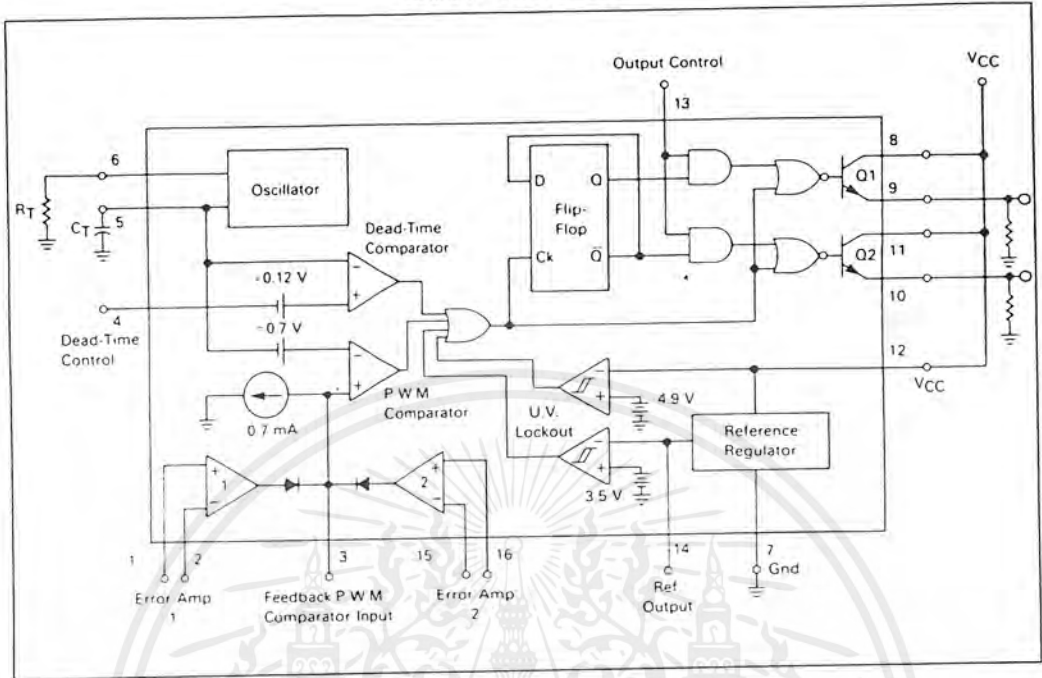 Output Control
VCC
13
6
8
Oscillator
D
Q
Q1
RT
5
9
CT
Flip-
Flop
Dead-Time
Comparator
11
Ck
Q
Q2
≈0.12 V
−
+
10
4
≈0.7 V
Dead-Time
Control
−
12
+
−
VCC
P W M
Comparator
+
4.9 V
0.7 mA
U.V.
Lockout
−
Reference
Regulator
+
+
1
−
+
2
−
3.5 V
1
2
3
15
16
14
7
Gnd
Error Amp
1
Feedback P W M
Comparator Input
Error Amp
2
Ref
Output